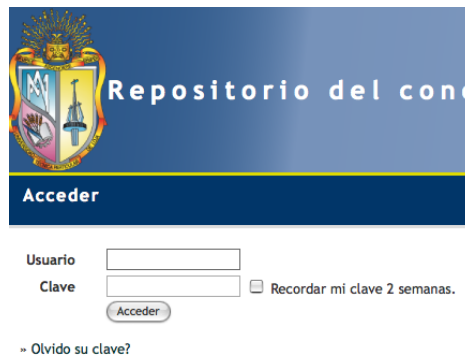 Repositorio del cono
Acceder
Usuario
Clave
Recordar mi clave 2 semanas.
Acceder
» Olvido su clave?